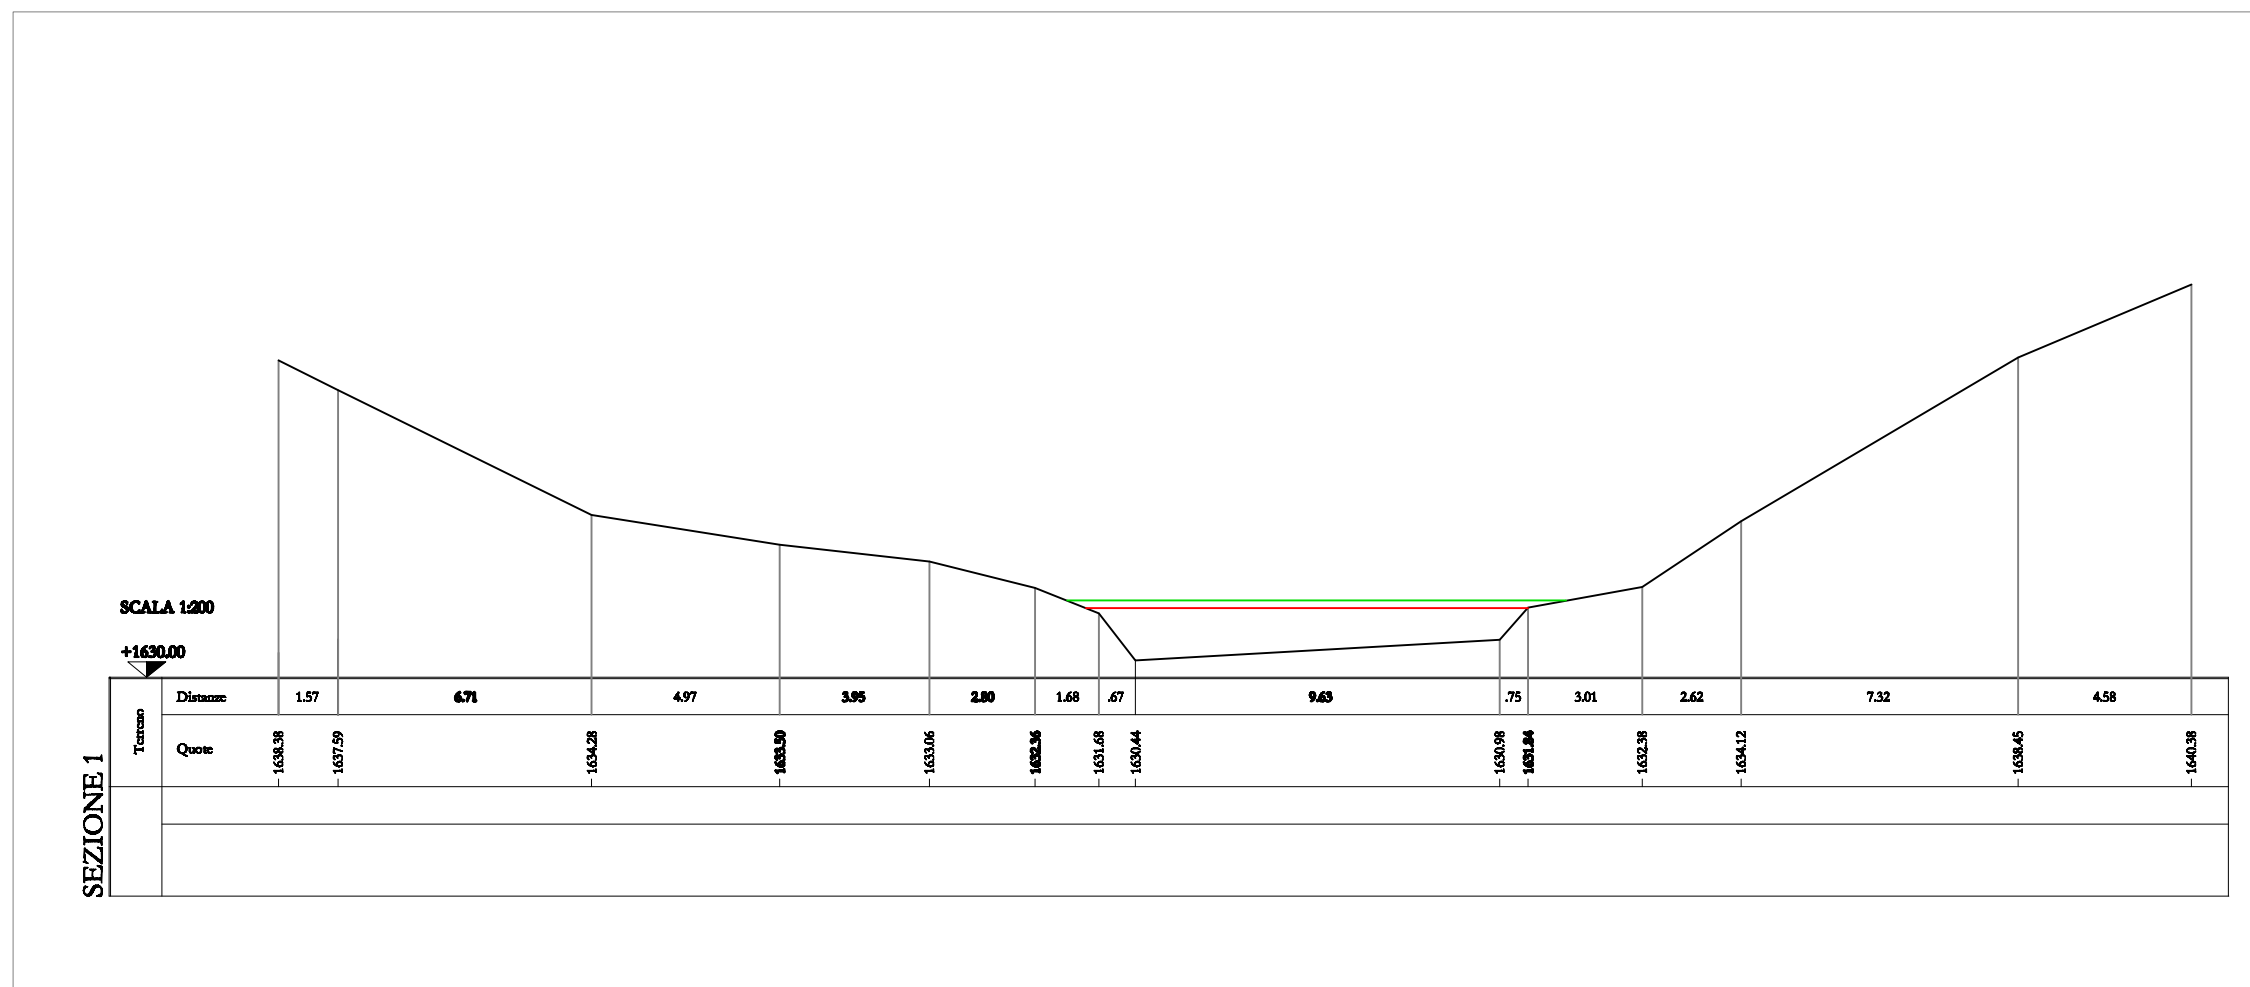 SCALA 1:200
+1630.00
SEZIONE 1
Terreno
Distanze 1.57 6.71 4.97 3.95 2.80 1.68 .67 9.63 .75 3.01 2.62 7.32 4.58
Quote 1638.38 1637.59 1634.28 1633.50 1633.06 1632.36 1631.68 1630.44 1630.98 1631.84 1632.38 1634.12 1638.45 1640.38